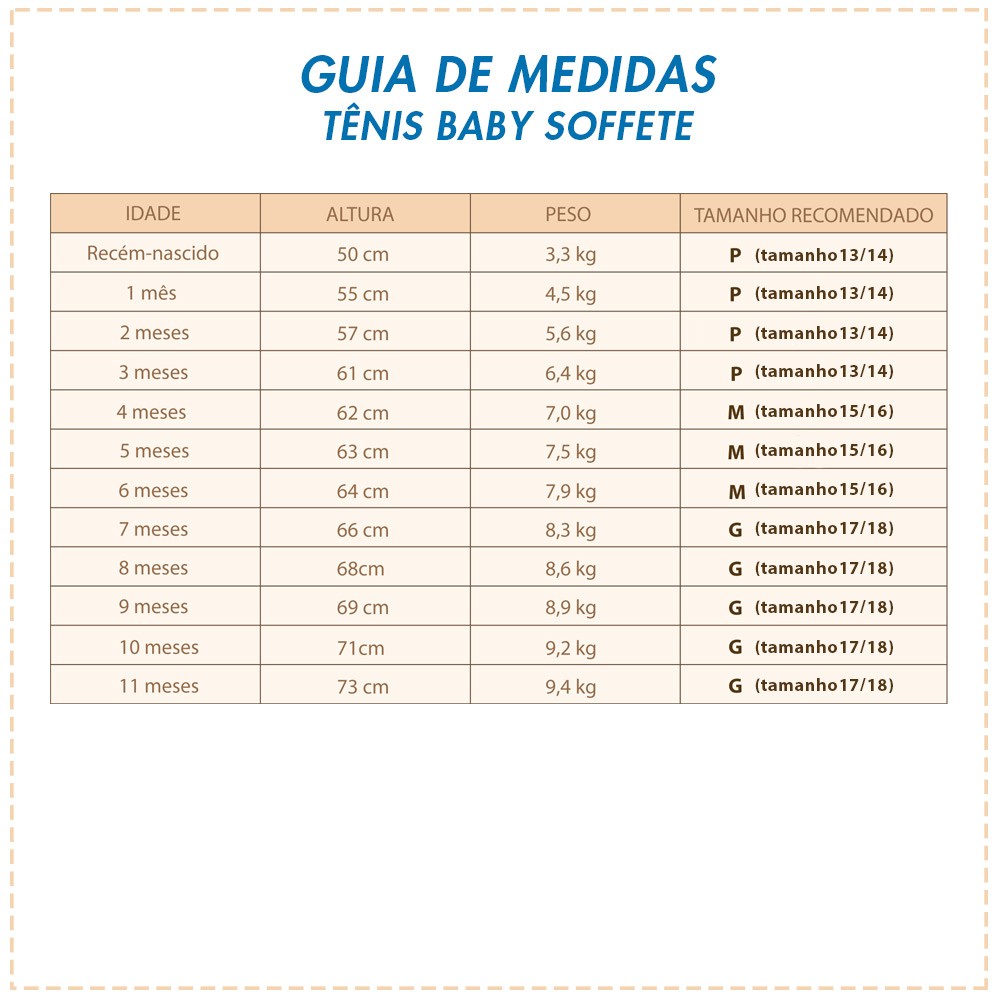 GUIA DE MEDIDAS
TÊNIS BABY SOFFETE
IDADE ALTURA PESO TAMANHO RECOMENDADO
Recém-nascido 50 cm 3,3 kg P (tamanho13/14)
1 mês 55 cm 4,5 kg P (tamanho13/14)
2 meses 57 cm 5,6 kg P (tamanho13/14)
3 meses 61 cm 6,4 kg P (tamanho13/14)
4 meses 62 cm 7,0 kg M (tamanho15/16)
5 meses 63 cm 7,5 kg M (tamanho15/16)
6 meses 64 cm 7,9 kg M (tamanho15/16)
7 meses 66 cm 8,3 kg G (tamanho17/18)
8 meses 68cm 8,6 kg G (tamanho17/18)
9 meses 69 cm 8,9 kg G (tamanho17/18)
10 meses 71cm 9,2 kg G (tamanho17/18)
11 meses 73 cm 9,4 kg G (tamanho17/18)